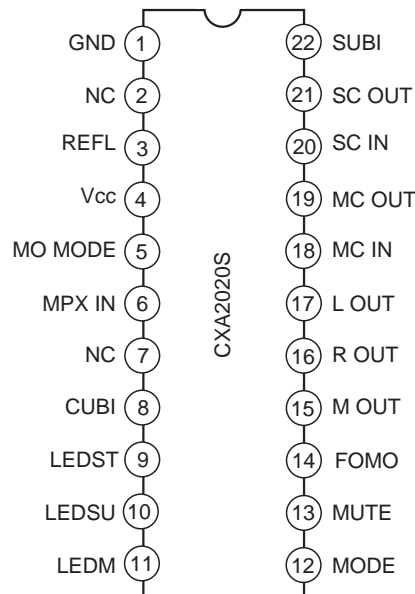 GND 1 22 SUBI
NC 2 21 SC OUT
REFL 3 20 SC IN
Vcc 4 19 MC OUT
MO MODE 5 18 MC IN
MPX IN 6 17 L OUT
NC 7 16 R OUT
CUBI 8 15 M OUT
LEDST 9 14 FOMO
LEDSU 10 13 MUTE
LEDM 11 12 MODE
CXA2020S